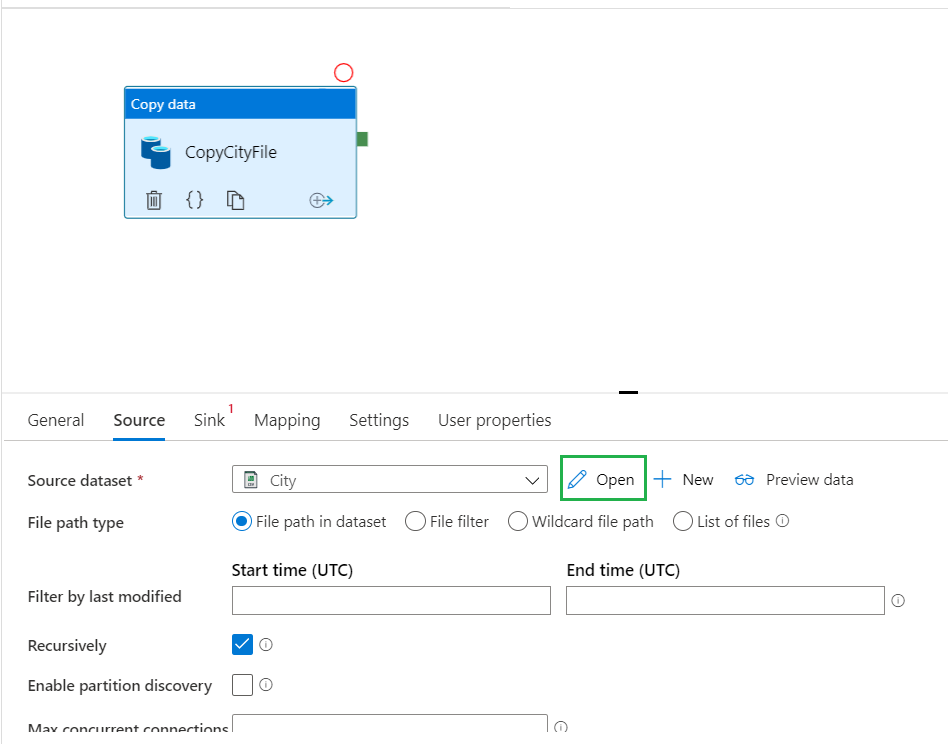 Copy data
CopyCityFile
General Source Sink 1 Mapping Settings User properties
Source dataset * City Open New Preview data
File path type File path in dataset File filter Wildcard file path List of files
Start time (UTC) End time (UTC)
Filter by last modified
Recursively
Enable partition discovery
Max concurrent connections